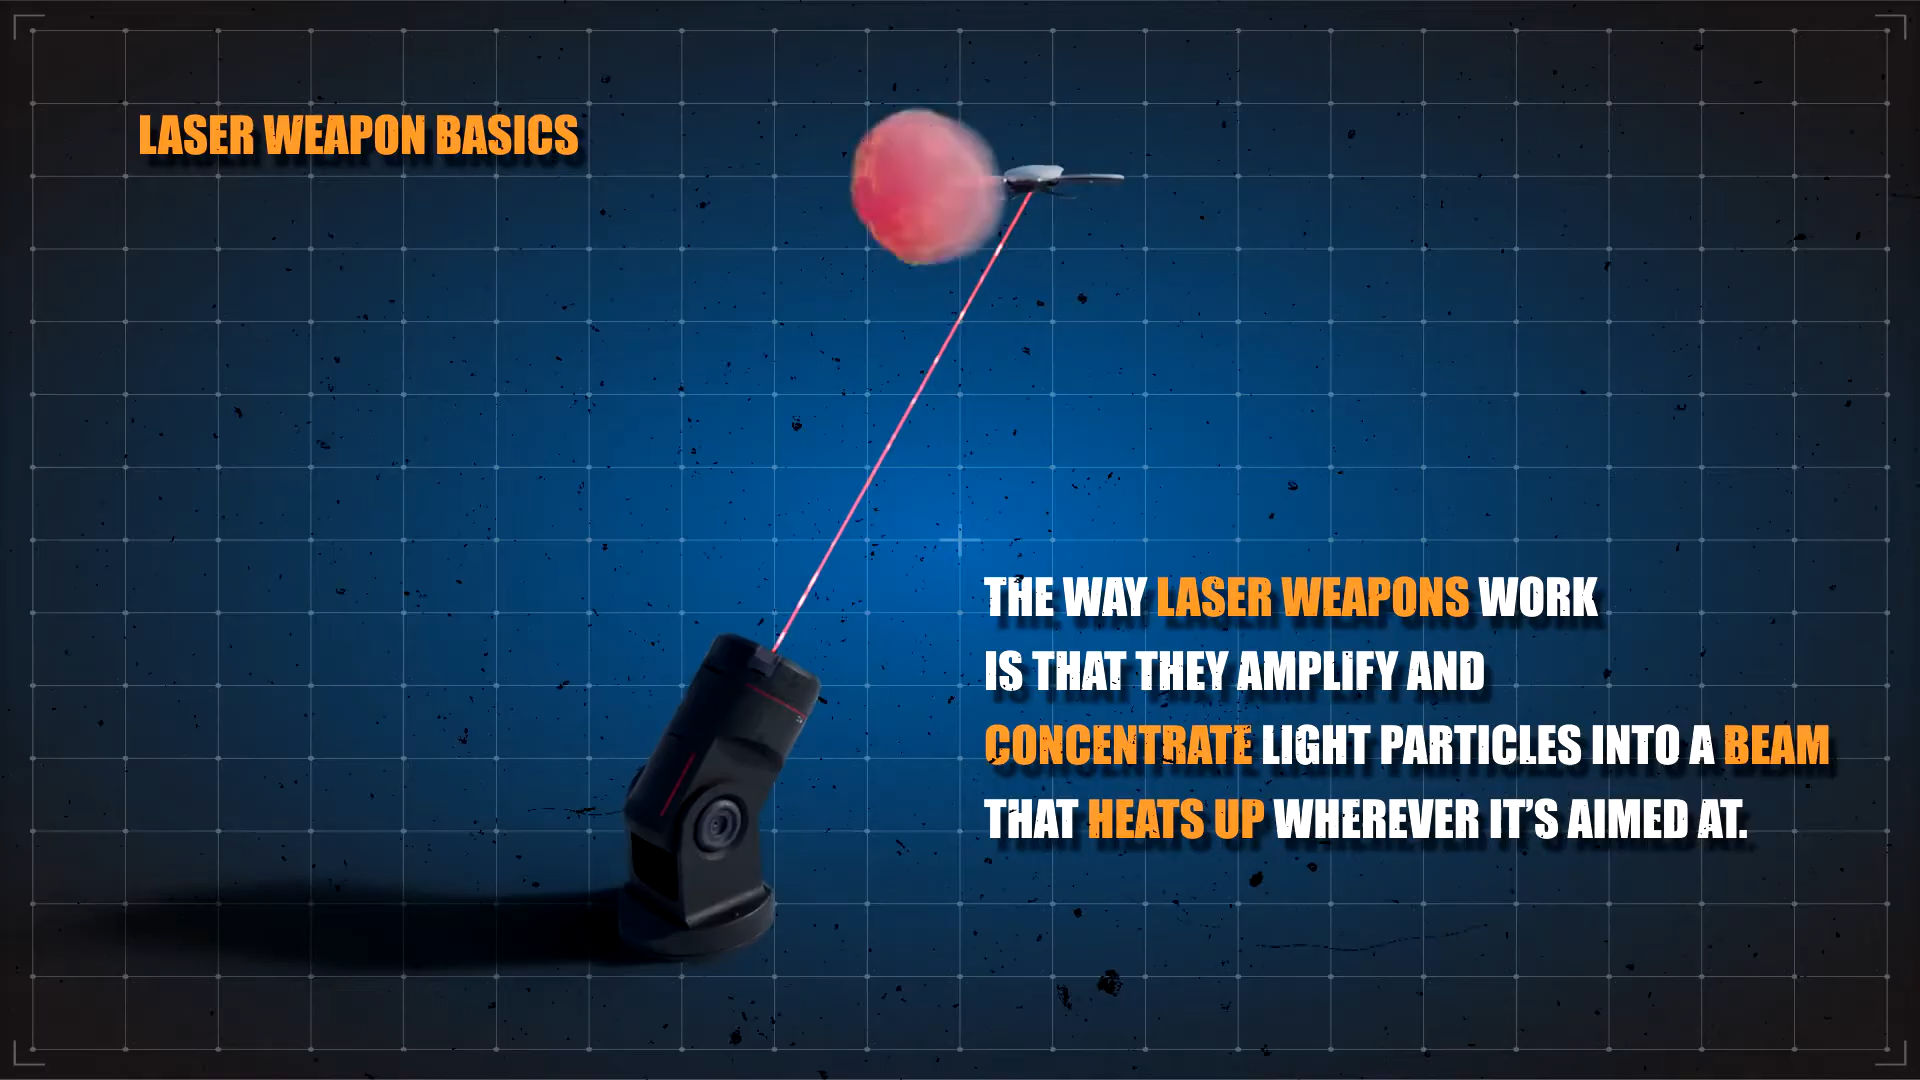 LASER WEAPON BASICS
THE WAY LASER WEAPONS WORK
IS THAT THEY AMPLIFY AND
CONCENTRATE LIGHT PARTICLES INTO A BEAM
THAT HEATS UP WHEREVER IT'S AIMED AT.